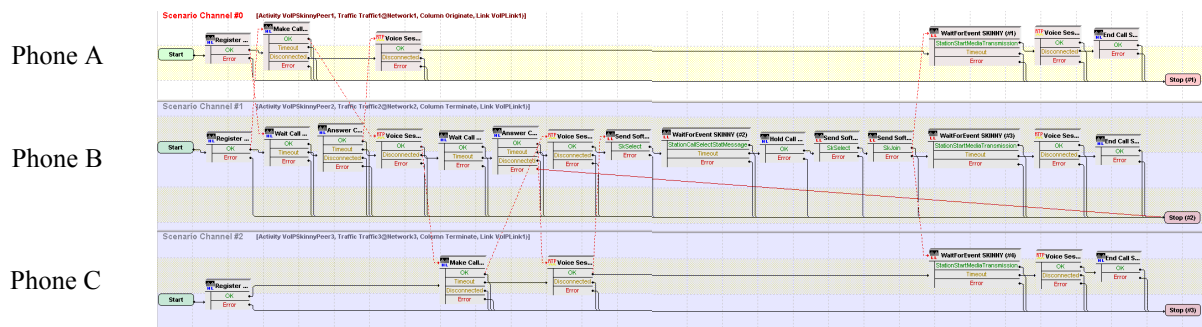 Scenario Channel #0 [Activity VoIPSkinnyPeer1, Traffic Traffic1@Network1, Column Originate, Link VoIPLink1)]
Phone A
Start
Register ...
OK
Error
Make Call...
OK
Timeout
Disconnected
Error
Voice Ses...
OK
Disconnected
Error
WaitForEvent SKINNY (#1)
StationStartMediaTransmission
OK
Timeout
Error
Voice Ses...
OK
Disconnected
Error
End Call S...
OK
Error
Stop (#1)
Scenario Channel #1 [Activity VoIPSkinnyPeer2, Traffic Traffic2@Network2, Column Terminate, Link VoIPLink1)]
Phone B
Start
Register ...
OK
Error
Wait Call ...
OK
Timeout
Error
Answer C...
OK
Timeout
Disconnected
Error
Voice Ses...
OK
Disconnected
Error
Wait Call ...
OK
Timeout
Error
Answer C...
OK
Timeout
Disconnected
Error
Voice Ses...
OK
Disconnected
Error
Send Sof...
SkSelect
Error
WaitForEvent SKINNY (#2)
StationCallSelectStatMessage
Timeout
Error
Hold Call ...
OK
Error
Send Sof...
SkSelect
Error
Send Sof...
SkJoin
Error
WaitForEvent SKINNY (#3)
StationStartMediaTransmission
Timeout
Error
Voice Ses...
OK
Disconnected
Error
End Call S...
OK
Error
Stop (#2)
Scenario Channel #2 [Activity VoIPSkinnyPeer3, Traffic Traffic3@Network3, Column Terminate, Link VoIPLink1)]
Phone C
Start
Register ...
OK
Error
Make Call...
OK
Timeout
Disconnected
Error
Voice Ses...
OK
Disconnected
Error
WaitForEvent SKINNY (#4)
StationStartMediaTransmission
Timeout
Error
Voice Ses...
OK
Disconnected
Error
End Call S...
OK
Error
Stop (#3)